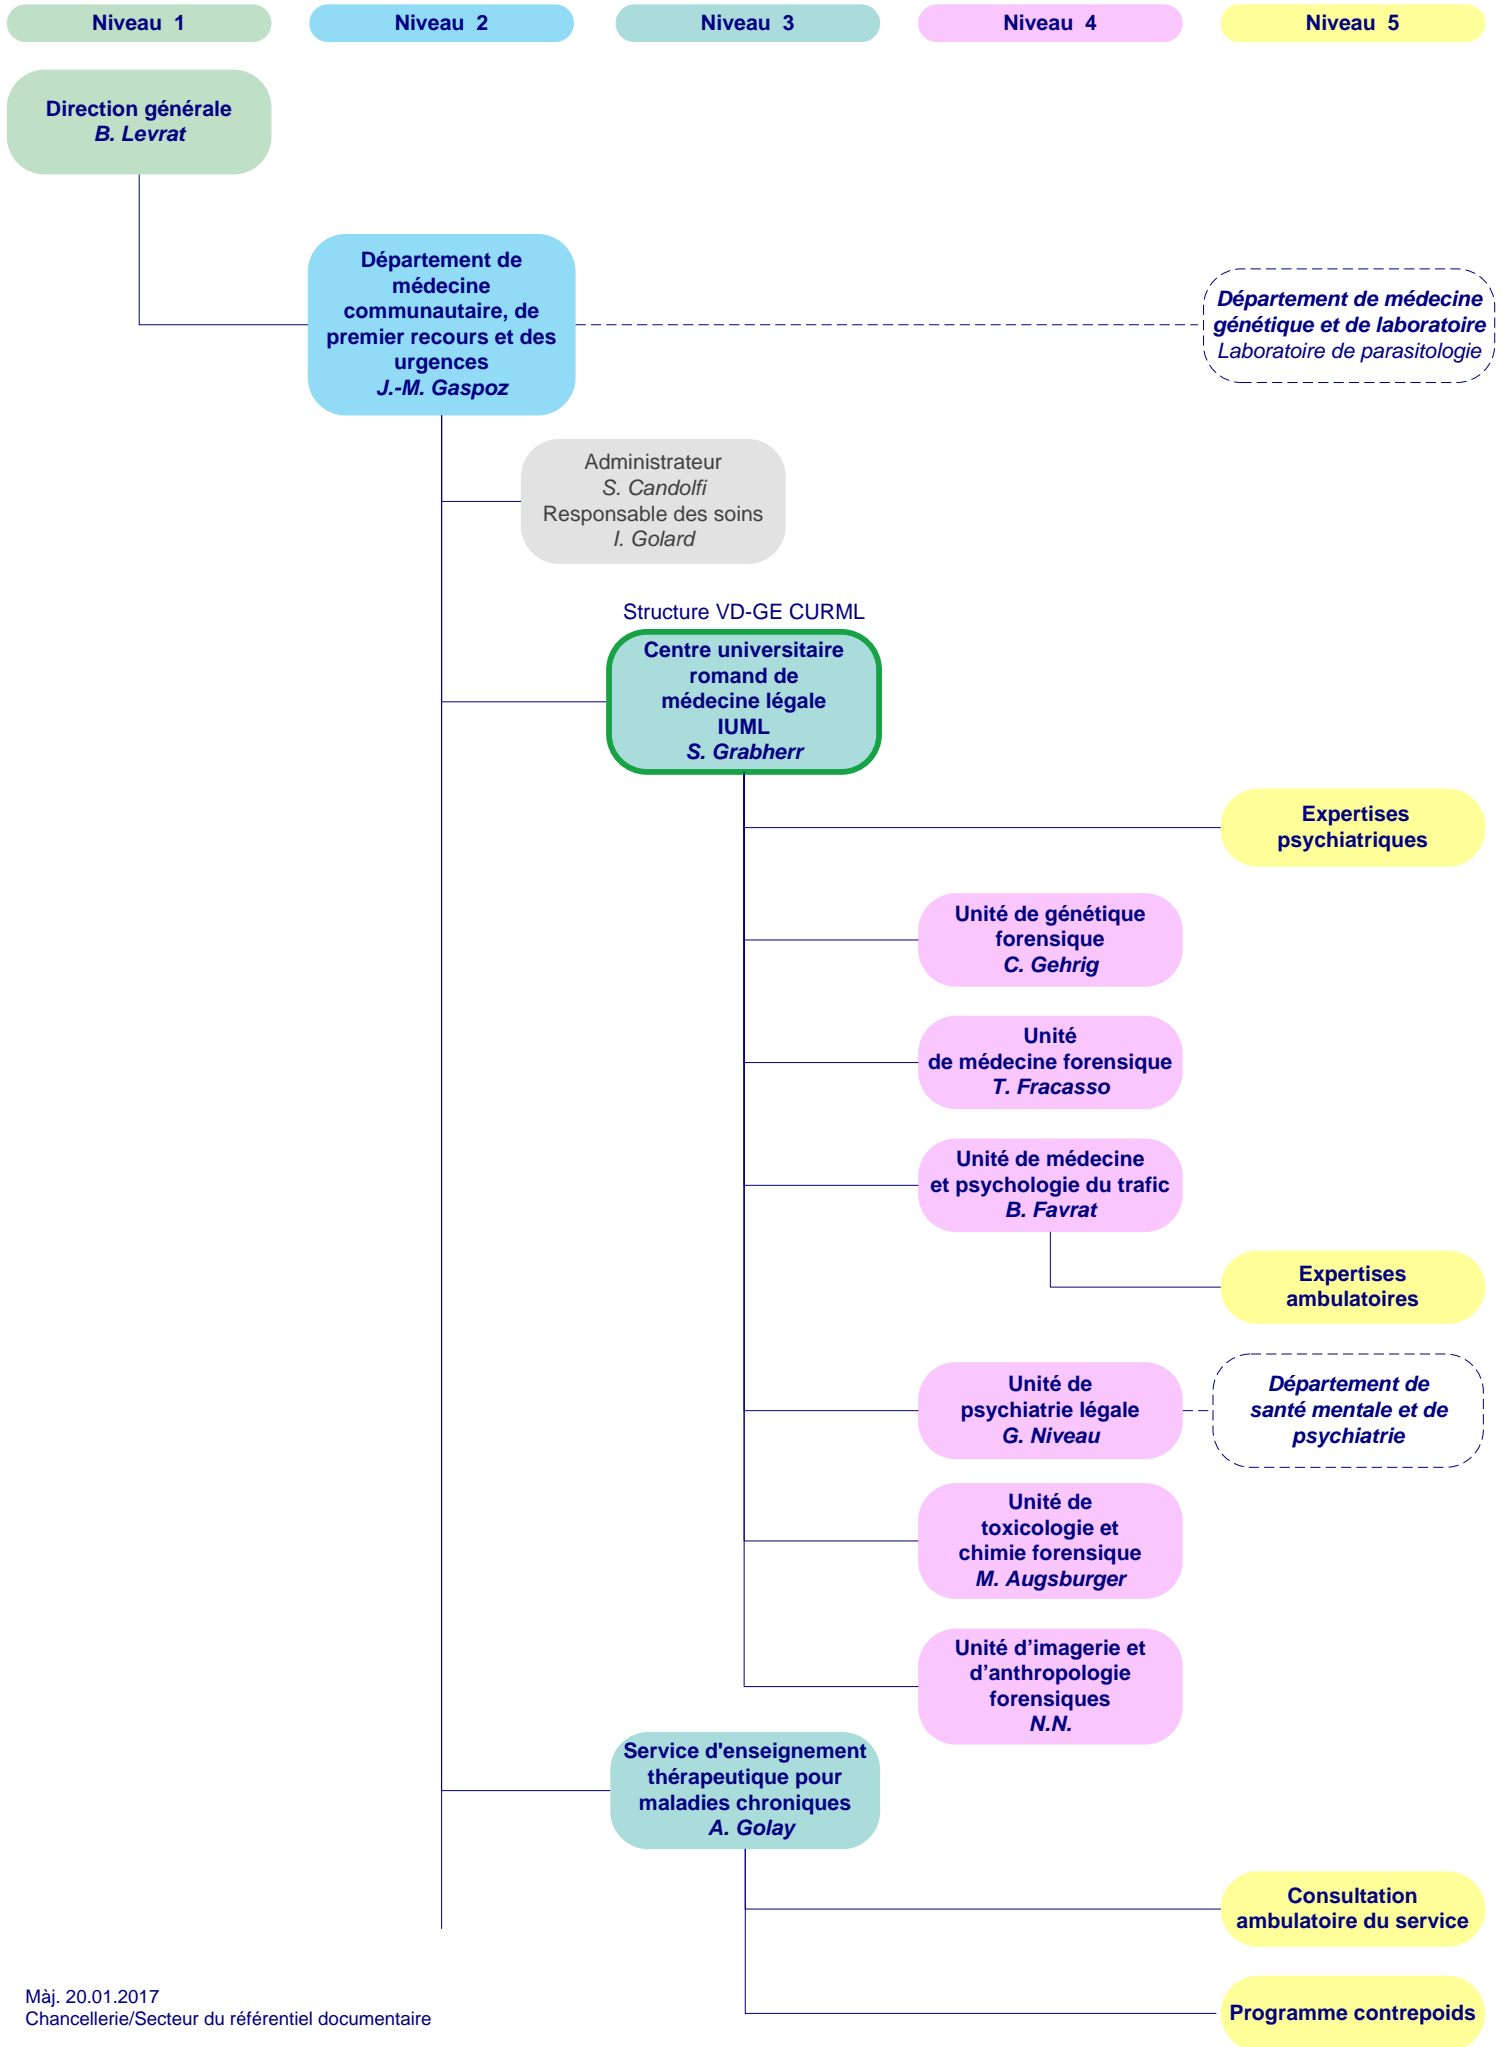 Niveau 1
Niveau 2
Niveau 3
Niveau 4
Niveau 5
Direction générale
B. Levrat
Département de
médecine
communautaire, de
premier recours et des
urgences
J.-M. Gaspoz
Département de médecine
génétique et de laboratoire
Laboratoire de parasitologie
Administrateur
S. Candolfi
Responsable des soins
I. Golard
Structure VD-GE CURML
Centre universitaire
romand de
médecine légale
IUML
S. Grabherr
Expertises
psychiatriques
Unité de génétique
forensique
C. Gehrig
Unité
de médecine forensique
T. Fracasso
Unité de médecine
et psychologie du trafic
B. Favrat
Expertises
ambulatoires
Unité de
psychiatrie légale
G. Niveau
Département de
santé mentale et de
psychiatrie
Unité de
toxicologie et
chimie forensique
M. Augsburger
Unité d’imagerie et
d’anthropologie
forensiques
N.N.
Service d'enseignement
thérapeutique pour
maladies chroniques
A. Golay
Consultation
ambulatoire du service
Programme contrepoids
Màj. 20.01.2017
Chancellerie/Secteur du référentiel documentaire